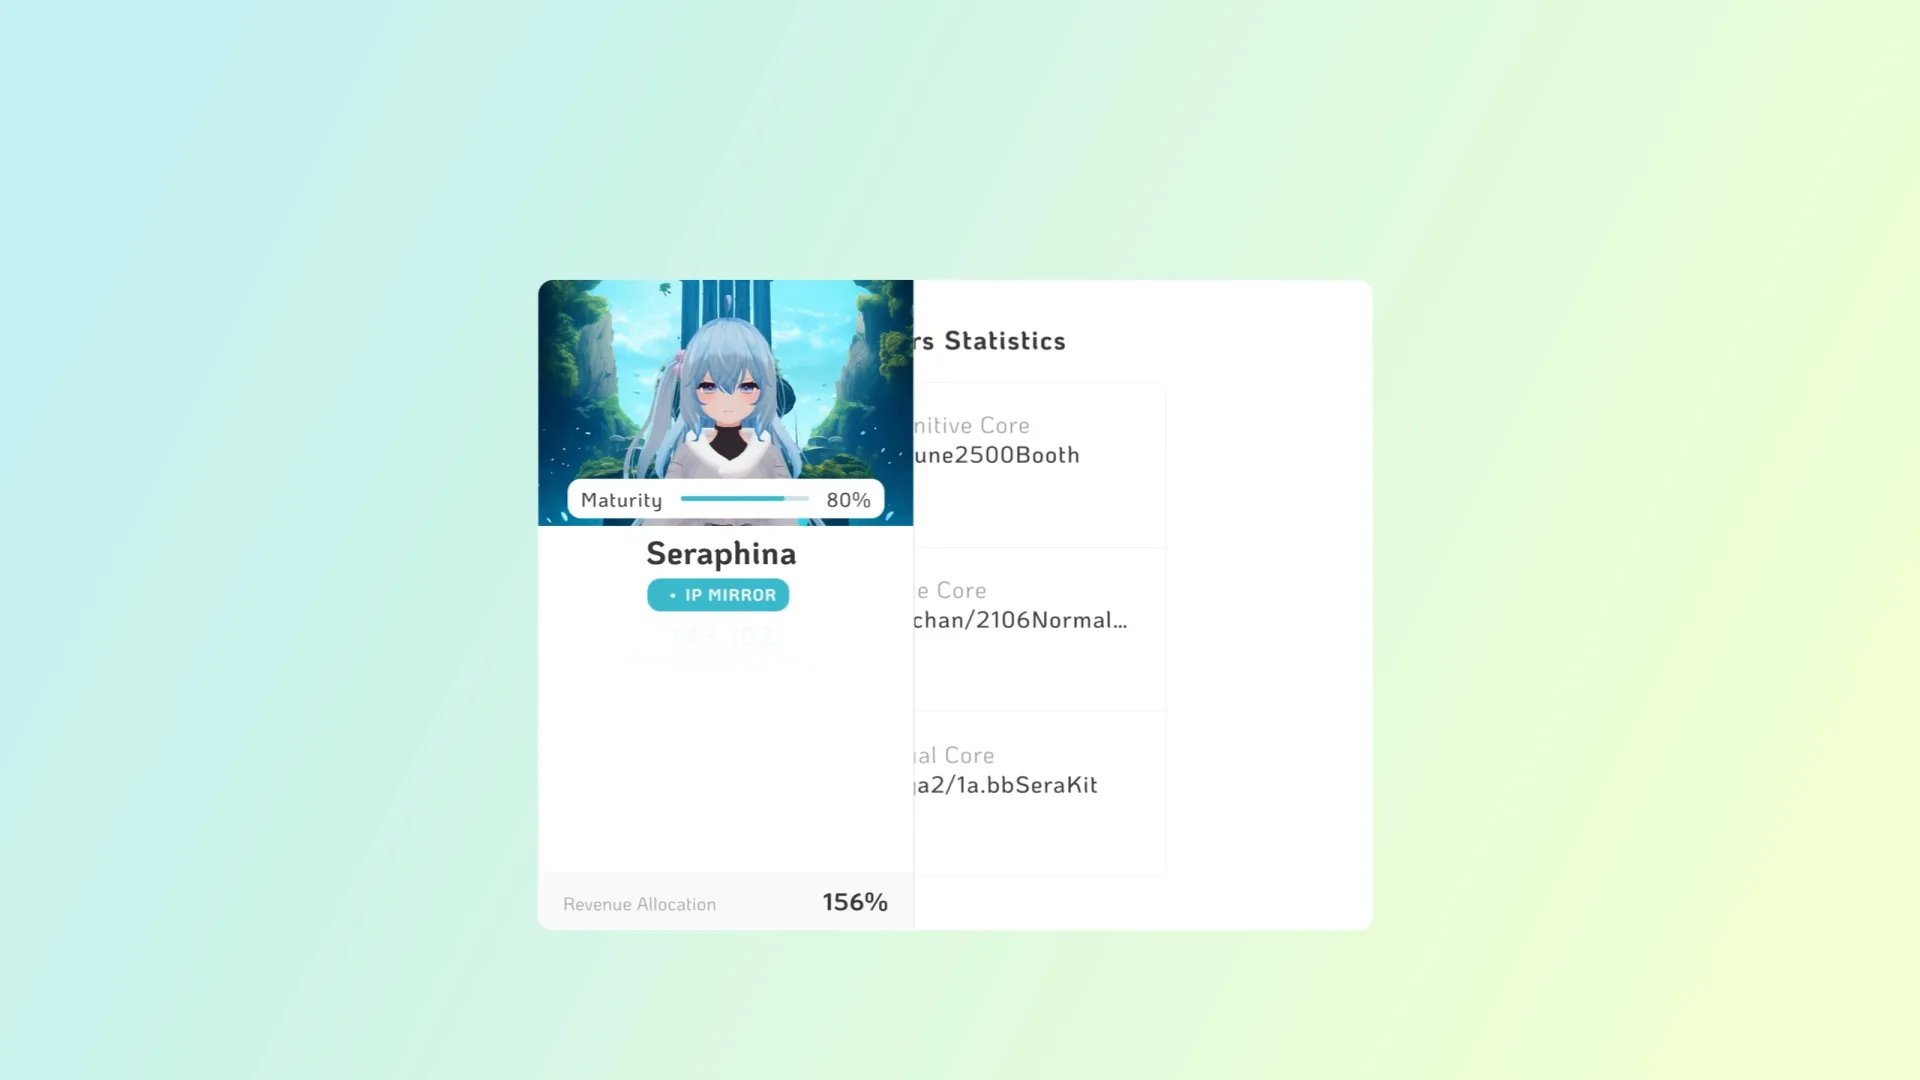 Maturity 80%
Seraphina
• IP MIRROR
Revenue Allocation 156%
rs Statistics
nitive Core
une2500Booth
e Core
chan/2106Normal...
al Core
a2/1a.bbSeraKit